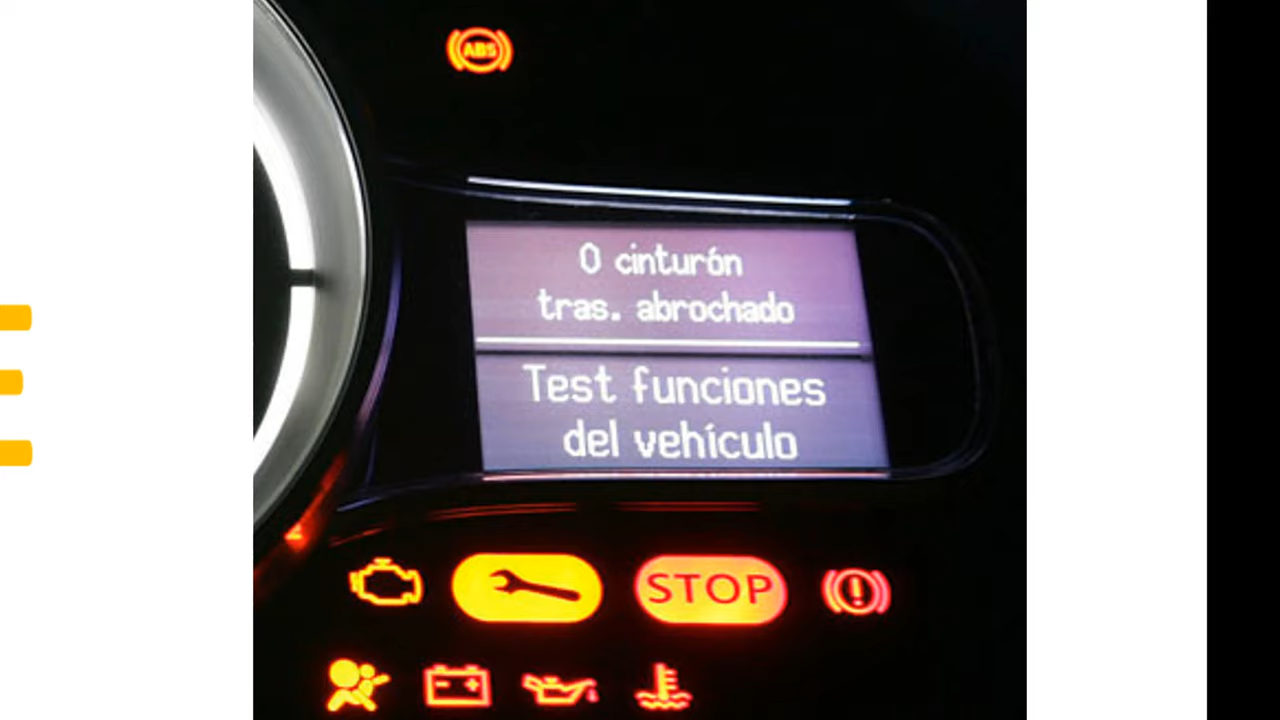 ABS
0 cinturón
tras. abrochado
Test funciones
del vehículo
STOP